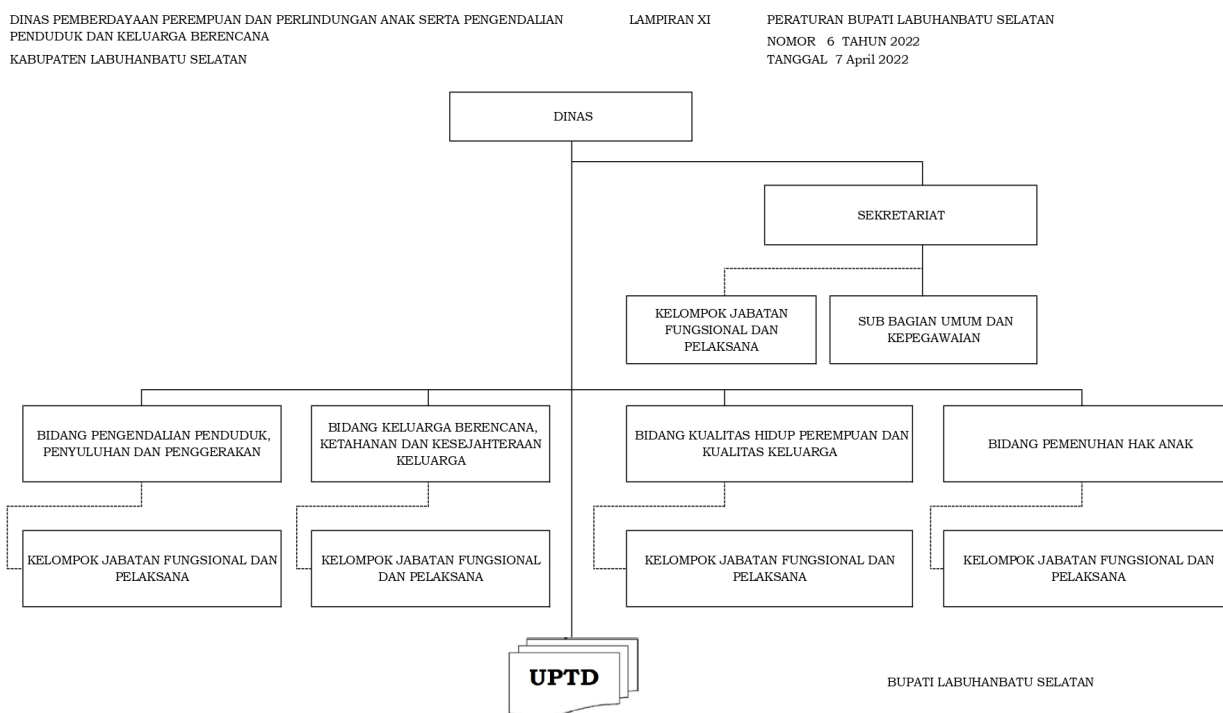 DINAS PEMBERDAYAAN PEREMPUAN DAN PERLINDUNGAN ANAK SERTA PENGENDALIAN
PENDUDUK DAN KELUARGA BERENCANA
KABUPATEN LABUHANBATU SELATAN
LAMPIRAN XI
PERATURAN BUPATI LABUHANBATU SELATAN
NOMOR 6 TAHUN 2022
TANGGAL 7 April 2022
DINAS
SEKRETARIAT
KELOMPOK JABATAN
FUNGSIONAL DAN
PELAKSANA
SUB BAGIAN UMUM DAN
KEPEGAWAIAN
BIDANG PENGENDALIAN PENDUDUK,
PENYULUHAN DAN PENGGERAKAN
BIDANG KELUARGA BERENCANA,
KETAHANAN DAN KESEJAHTERAAN
KELUARGA
BIDANG KUALITAS HIDUP PEREMPUAN DAN
KUALITAS KELUARGA
BIDANG PEMENUHAN HAK ANAK
KELOMPOK JABATAN FUNGSIONAL DAN
PELAKSANA
KELOMPOK JABATAN FUNGSIONAL
DAN PELAKSANA
KELOMPOK JABATAN FUNGSIONAL DAN
PELAKSANA
KELOMPOK JABATAN FUNGSIONAL DAN
PELAKSANA
UPTD
BUPATI LABUHANBATU SELATAN